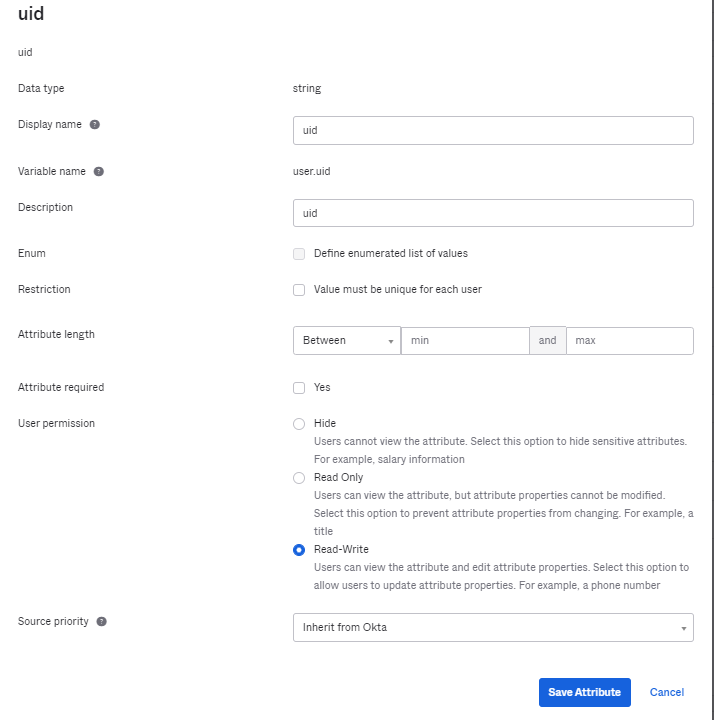 uid
uid
Data type string
Display name ? uid
Variable name ? user.uid
Description uid
Enum Define enumerated list of values
Restriction Value must be unique for each user
Attribute length Between min and max
Attribute required Yes
User permission Hide
Users cannot view the attribute. Select this option to hide sensitive attributes.
For example, salary information
Read Only
Users can view the attribute, but attribute properties cannot be modified.
Select this option to prevent attribute properties from changing. For example, a
title
Read-Write
Users can view the attribute and edit attribute properties. Select this option to
allow users to update attribute properties. For example, a phone number
Source priority ? Inherit from Okta
Save Attribute Cancel